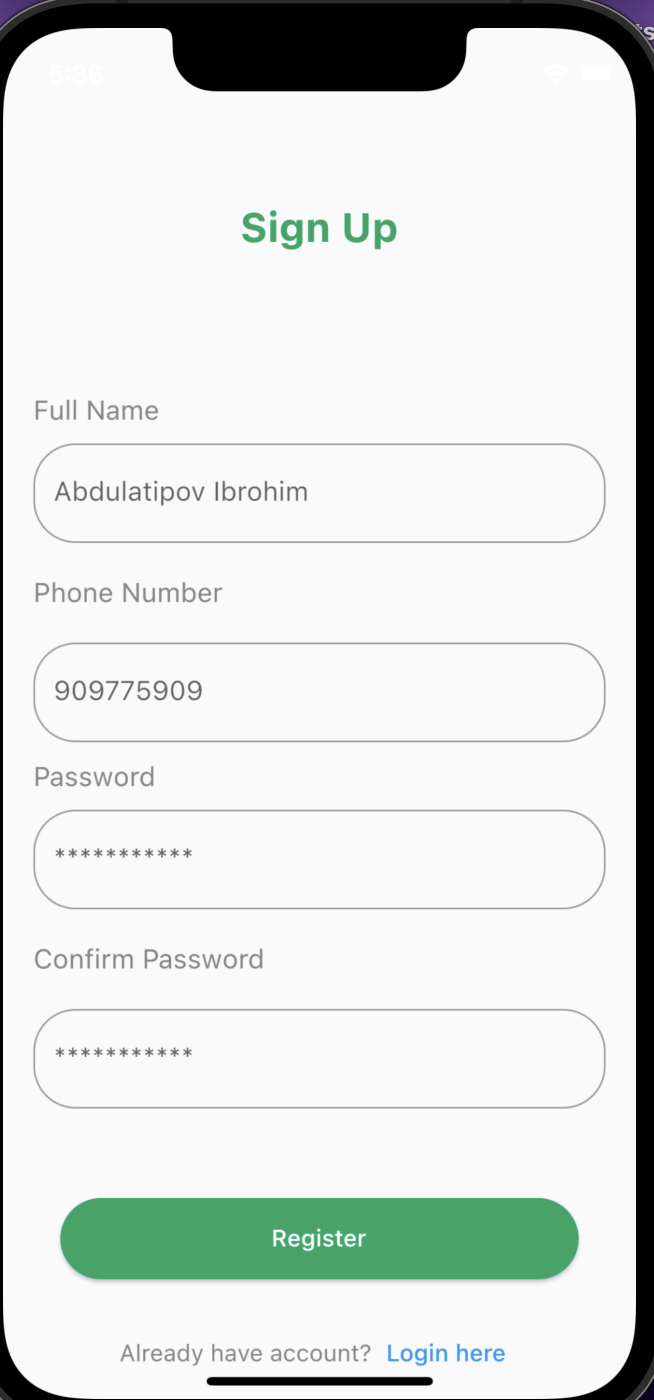 5:36
Sign Up
Full Name
Abdulatipov Ibrohim
Phone Number
909775909
Password
***********
Confirm Password
***********
Register
Already have account? Login here